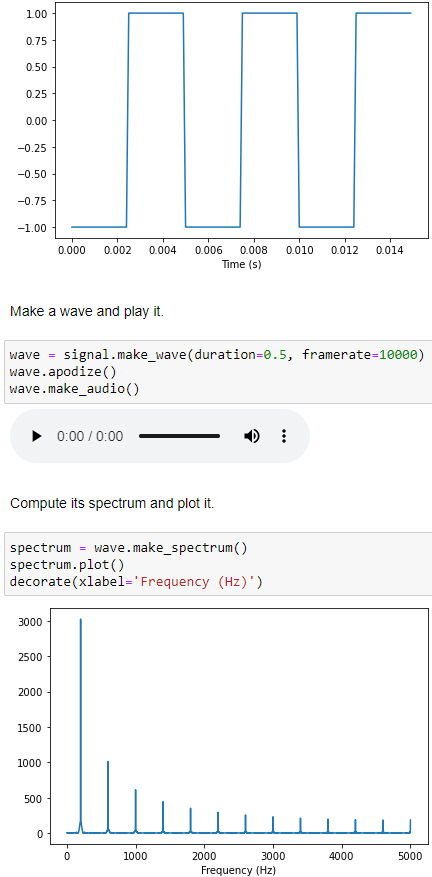 1.00
0.75
0.50
0.25
0.00
−0.25
−0.50
−0.75
−1.00
0.000 0.002 0.004 0.006 0.008 0.010 0.012 0.014
Time (s)
Make a wave and play it.
wave = signal.make_wave(duration=0.5, framerate=10000)
wave.apodize()
wave.make_audio()
0:00 / 0:00
Compute its spectrum and plot it.
spectrum = wave.make_spectrum()
spectrum.plot()
decorate(xlabel='Frequency (Hz)')
3000
2500
2000
1500
1000
500
0
0 1000 2000 3000 4000 5000
Frequency (Hz)